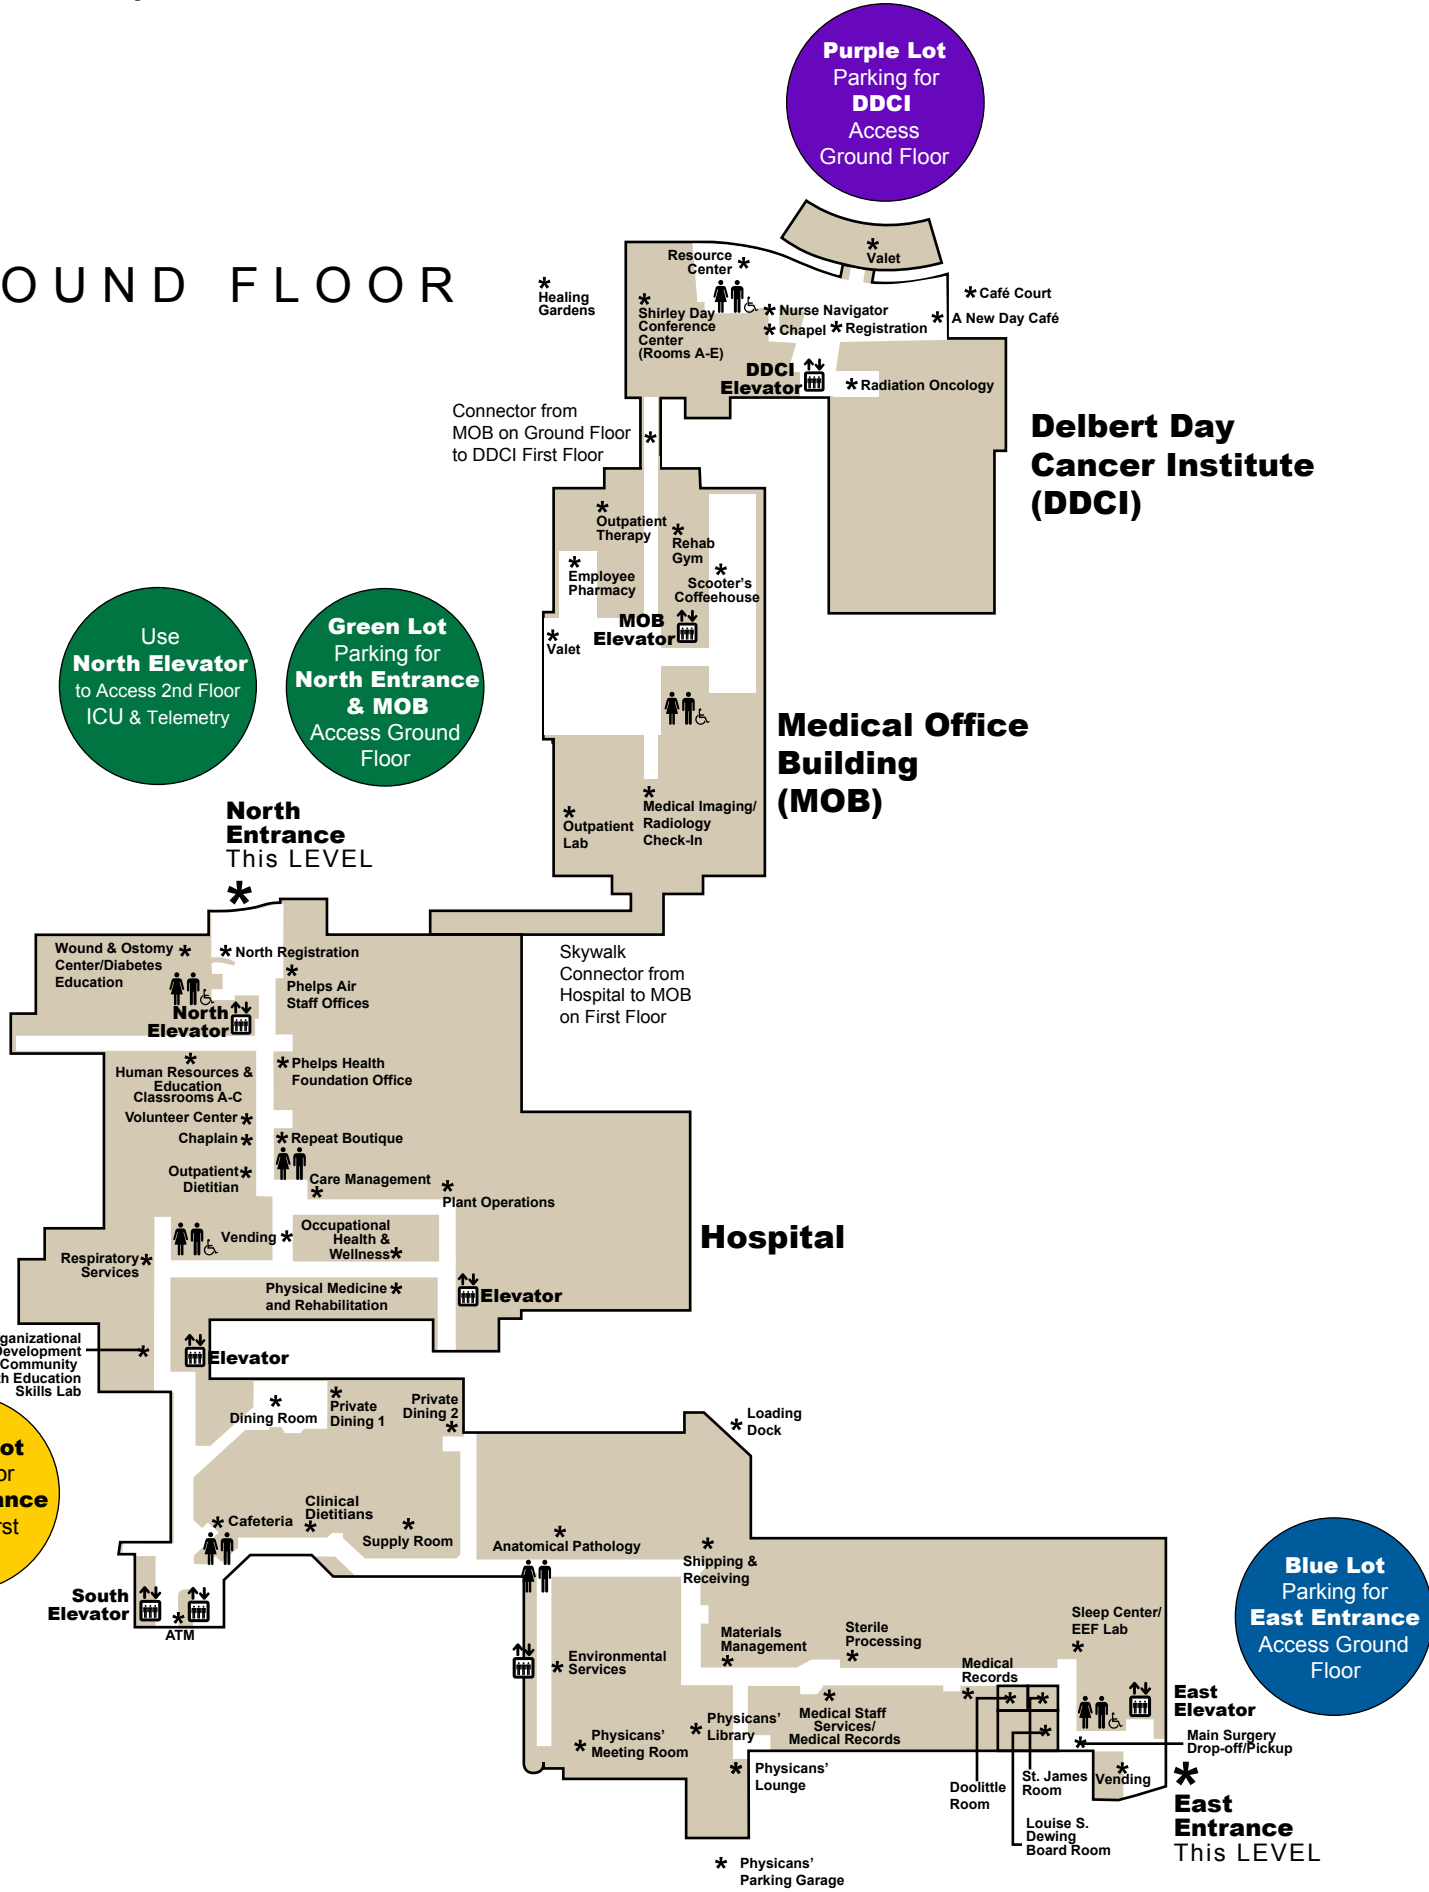 Purple Lot
Parking for
DDCI
Access
Ground Floor
OUND FLOOR
Valet
Resource
Center
Healing
Gardens
Shirley Day
Conference
Center
(Rooms A-E)
Nurse Navigator
Chapel
Registration
Café Court
A New Day Café
DDCI
Elevator
Radiation Oncology
Connector from
MOB on Ground Floor
to DDCI First Floor
Delbert Day
Cancer Institute
(DDCI)
Outpatient
Therapy
Rehab
Gym
Employee
Pharmacy
Scooter's
Coffeehouse
MOB
Elevator
Valet
Use
North Elevator
to Access 2nd Floor
ICU & Telemetry
Green Lot
Parking for
North Entrance
& MOB
Access Ground
Floor
Medical Office
Building
(MOB)
Medical Imaging/
Radiology
Check-In
Outpatient
Lab
North
Entrance
This LEVEL
Wound & Ostomy
Center/Diabetes
Education
North Registration
Phelps Air
Staff Offices
North
Elevator
Skywalk
Connector from
Hospital to MOB
on First Floor
Human Resources &
Education
Classrooms A-C
Phelps Health
Foundation Office
Volunteer Center
Chaplain
Repeat Boutique
Outpatient
Dietitian
Care Management
Plant Operations
Vending
Occupational
Health &
Wellness
Hospital
Respiratory
Services
Physical Medicine
and Rehabilitation
Elevator
ganizational
Development
Community
th Education
Skills Lab
Elevator
Dining Room
Private
Dining 1
Private
Dining 2
Loading
Dock
ot
or
ance
rst
Cafeteria
Clinical
Dietitians
Supply Room
Anatomical Pathology
Shipping &
Receiving
South
Elevator
ATM
Environmental
Services
Materials
Management
Sterile
Processing
Sleep Center/
EEF Lab
Blue Lot
Parking for
East Entrance
Access Ground
Floor
Medical
Records
East
Elevator
Physicans'
Meeting Room
Physicans'
Library
Medical Staff
Services/
Medical Records
Main Surgery
Drop-off/Pickup
Physicans'
Lounge
Doolittle
Room
St. James
Room
Vending
Louise S.
Dewing
Board Room
East
Entrance
This LEVEL
Physicans'
Parking Garage